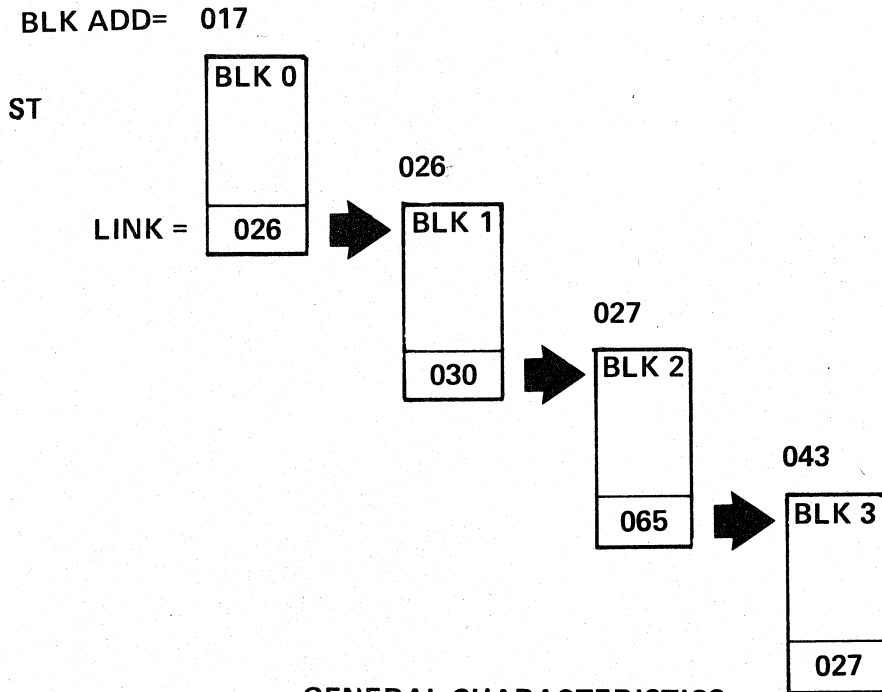 BLK ADD= 017
BLK 0
ST
026
LINK = 026
BLK 1
027
030
BLK 2
043
065
BLK 3
027
GENERAL CHARACTERISTICS